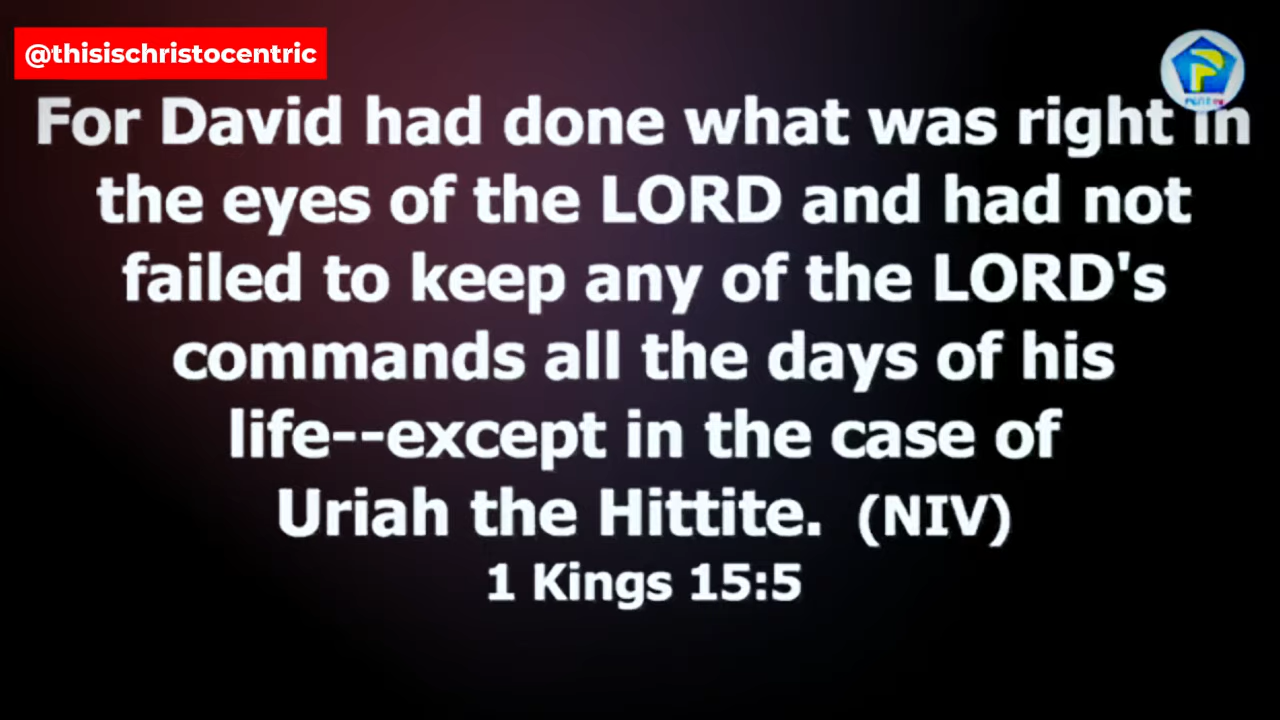 @thisischristocentric
For David had done what was right in
the eyes of the LORD and had not
failed to keep any of the LORD's
commands all the days of his
life--except in the case of
Uriah the Hittite. (NIV)
1 Kings 15:5